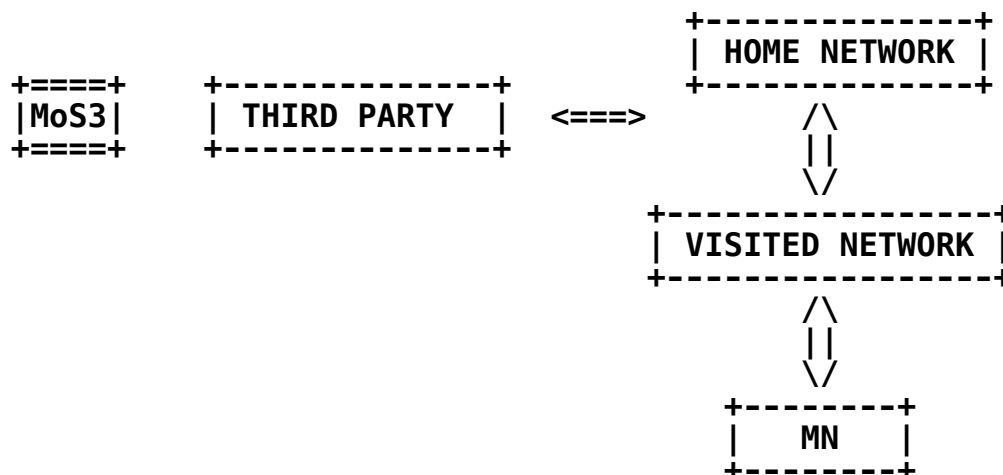 +--------------+
                                            | HOME NETWORK |
+====+      +--------------+                +--------------+
|MoS3|      | THIRD PARTY  |  <===>                /\
+====+      +--------------+                       ||
                                                   \/
                                         +-----------------+
                                         | VISITED NETWORK |
                                         +-----------------+
                                                   /\
                                                   ||
                                                   \/
                                              +--------+
                                              |   MN   |
                                              +--------+